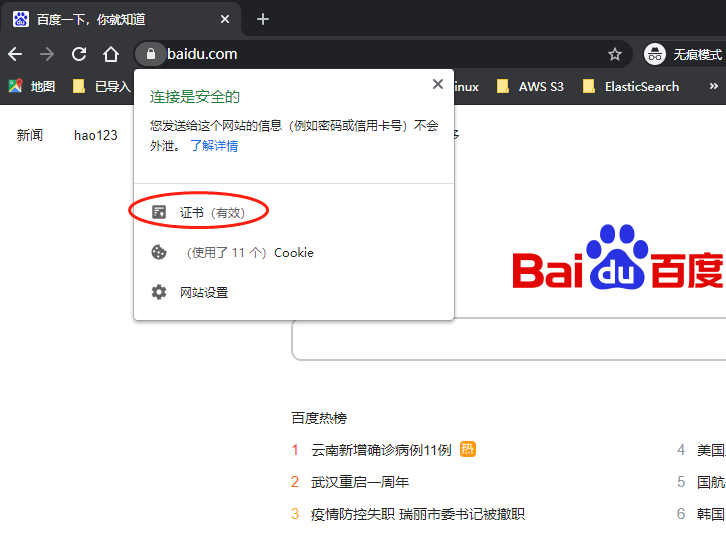 百度一下，你就知道
baidu.com
无痕模式
地图
已导入
inux
AWS S3
ElasticSearch
连接是安全的
您发送给这个网站的信息（例如密码或信用卡号）不会
外泄。 了解详情
新闻
hao123
多
证书（有效）
（使用了 11 个）Cookie
网站设置
Bai du 百度
百度热榜
1 云南新增确诊病例11例 热
4 美国
2 武汉重启一周年
5 国航
3 疫情防控失职 瑞丽市委书记被撤职
6 韩国